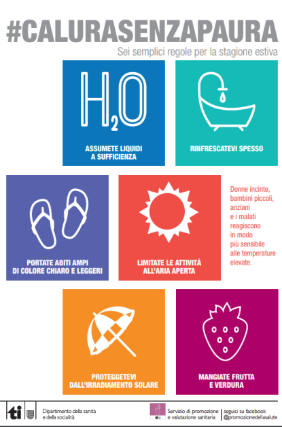 #CALURASENZAPAURA
Sei semplici regole per la stagione estiva
H2O
ASSUMETE LIQUIDI
A SUFFICIENZA
RINFRESCATEVI SPESSO
PORTATE ABITI AMPI
DI COLORE CHIARO E LEGGERI
LIMITATE LE ATTIVITÀ
ALL'ARIA APERTA
Donne incinte,
bambini piccoli,
anziani
e i malati
reagiscono
in modo
più sensibile
alle temperature
elevate.
PROTEGGETEVI
DALL'IRRADIAMENTO SOLARE
MANGIATE FRUTTA
E VERDURA
ti
Dipartimento della sanità
e della socialità
Servizio di promozione
e valutazione sanitaria
seguici su facebook
@promozionedellasalute